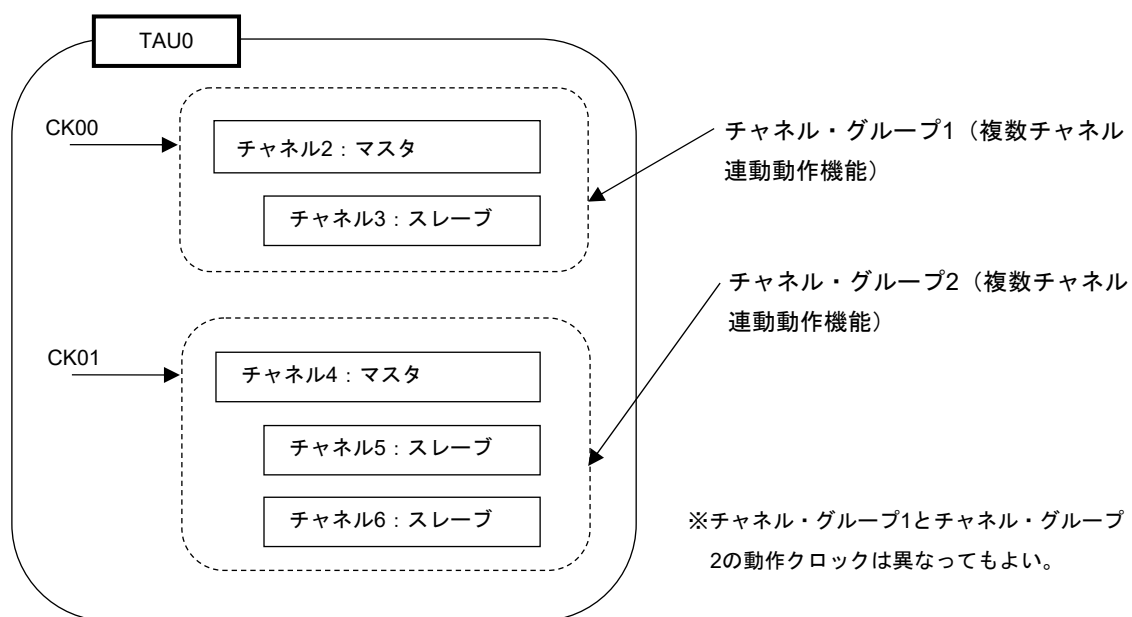 TAU0
CK00
チャネル2：マスタ
チャネル3：スレーブ
チャネル・グループ1（複数チャネル
連動動作機能）
CK01
チャネル4：マスタ
チャネル5：スレーブ
チャネル6：スレーブ
チャネル・グループ2（複数チャネル
連動動作機能）
※チャネル・グループ1とチャネル・グループ
2の動作クロックは異なってもよい。